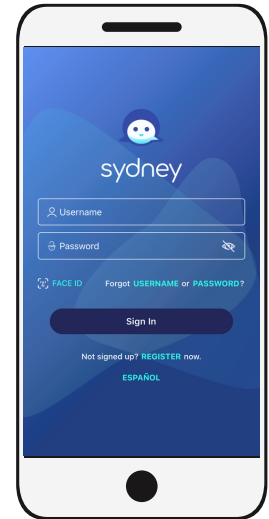 sydney
Username
Password
FACE ID Forgot USERNAME or PASSWORD?
Sign In
Not signed up? REGISTER now.
ESPAÑOL